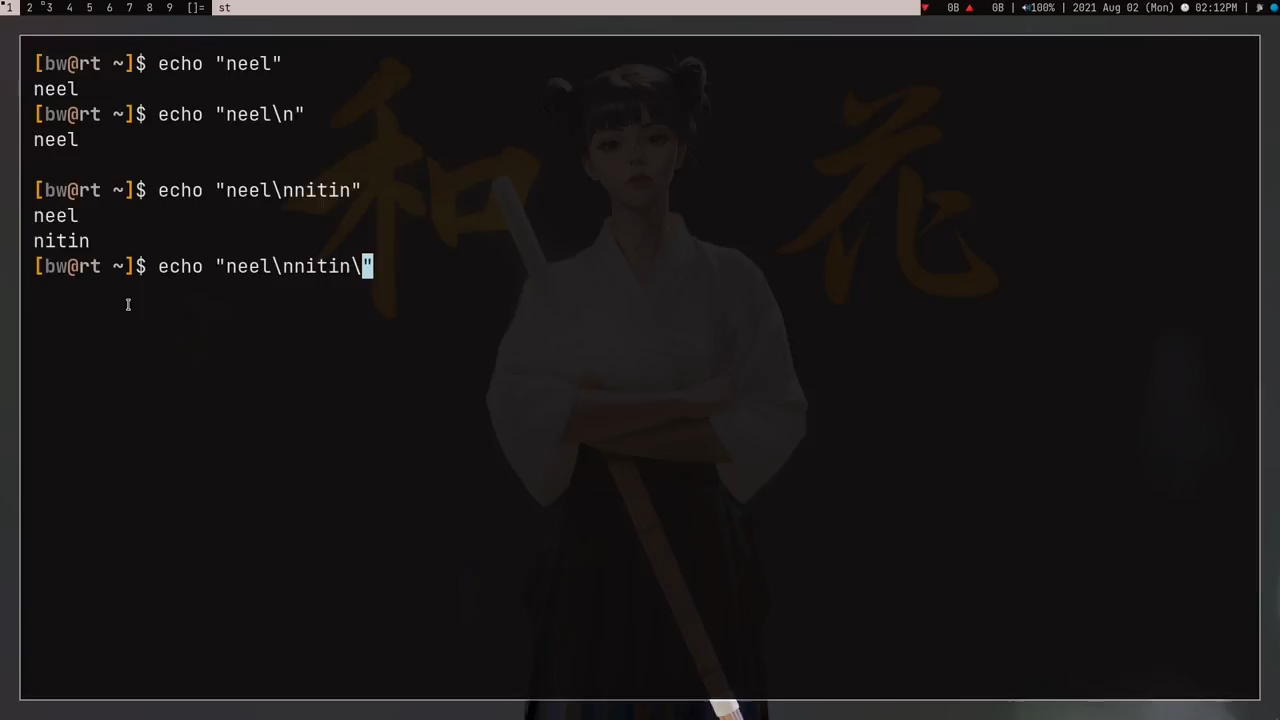 1 2 3 4 5 6 7 8 9 []= st 0B 0B | 100% | 2021 Aug 02 (Mon) 02:12PM |
[bw@rt ~]$ echo "neel"
neel
[bw@rt ~]$ echo "neel\n"
neel
[bw@rt ~]$ echo "neel\nnitin"
neel
nitin
[bw@rt ~]$ echo "neel\nnitin\"
和花